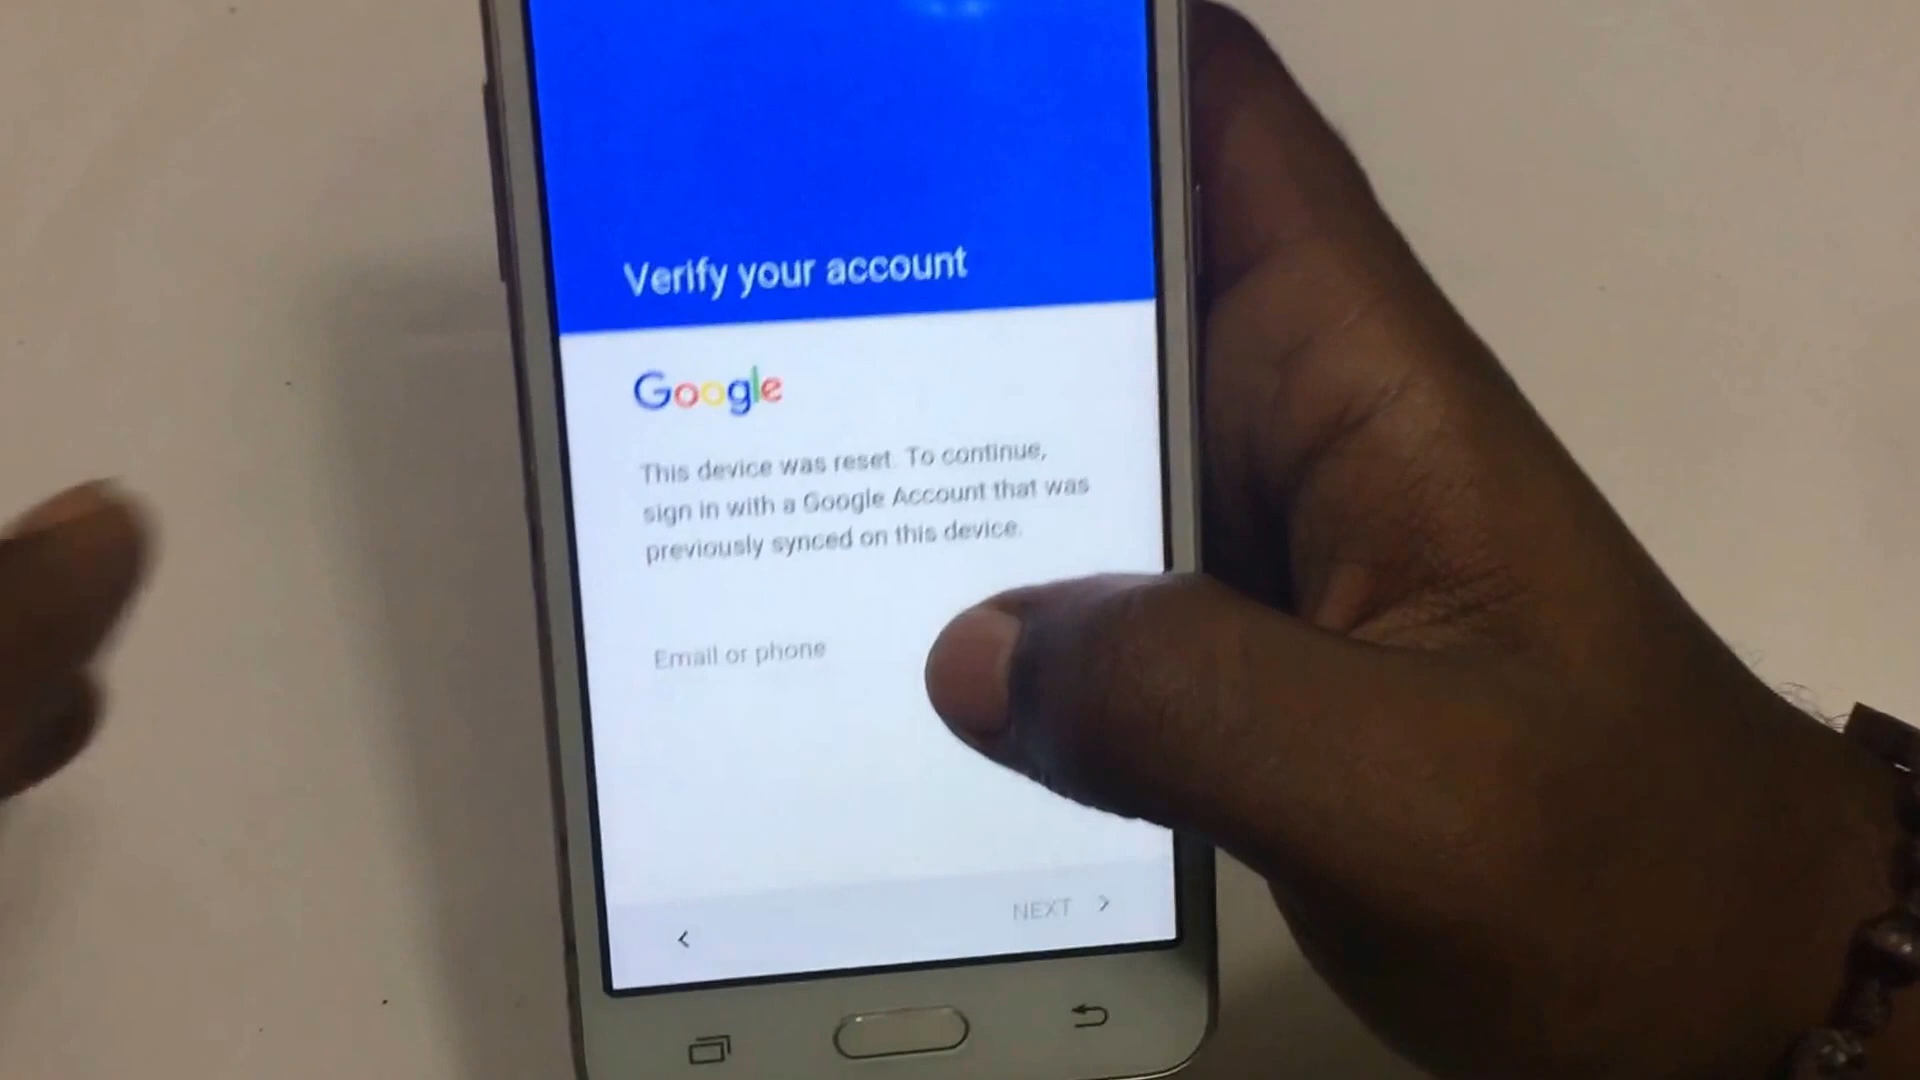 Verify your account
Google
This device was reset. To continue,
sign in with a Google Account that was
previously synced on this device.
Email or phone
NEXT